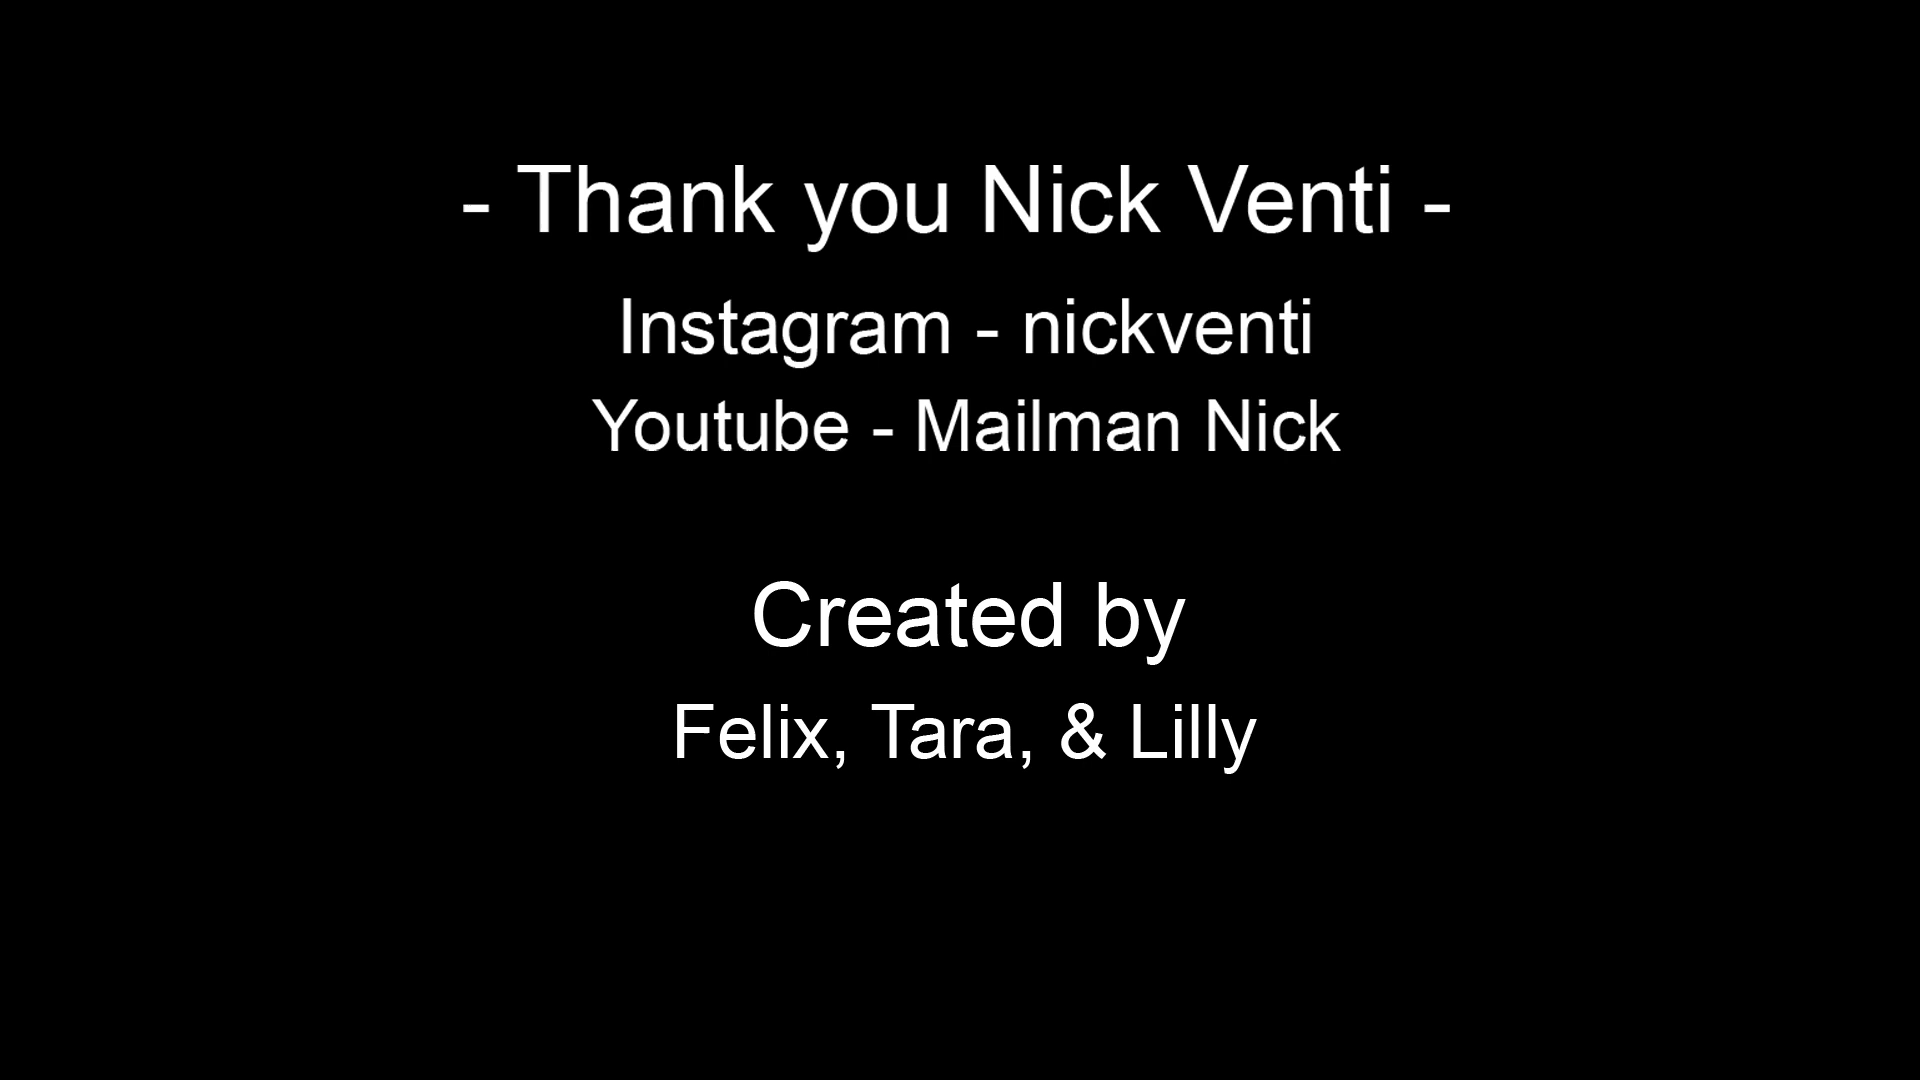 - Thank you Nick Venti -
Instagram - nickventi
Youtube - Mailman Nick
Created by
Felix, Tara, & Lilly